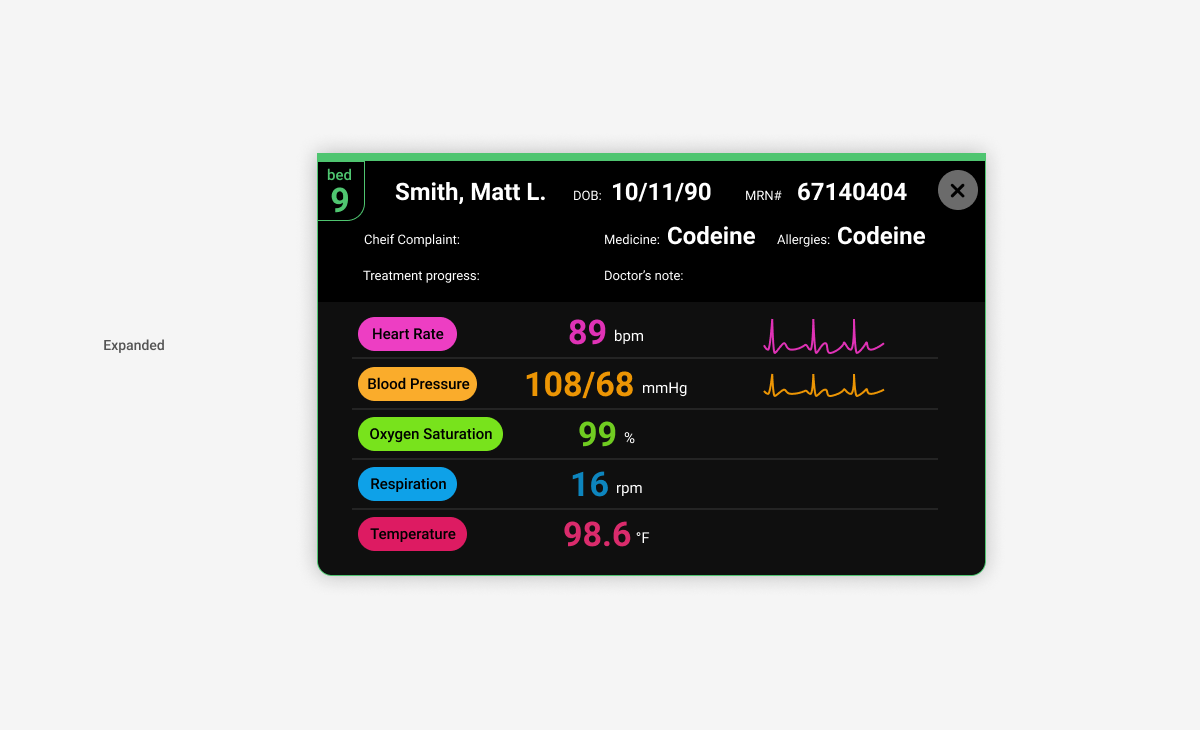 bed
9
Smith, Matt L. DOB: 10/11/90 MRN# 67140404
Cheif Complaint: Medicine: Codeine Allergies: Codeine
Treatment progress: Doctor's note:
Heart Rate 89 bpm
Expanded
Blood Pressure 108/68 mmHg
Oxygen Saturation 99 %
Respiration 16 rpm
Temperature 98.6 °F